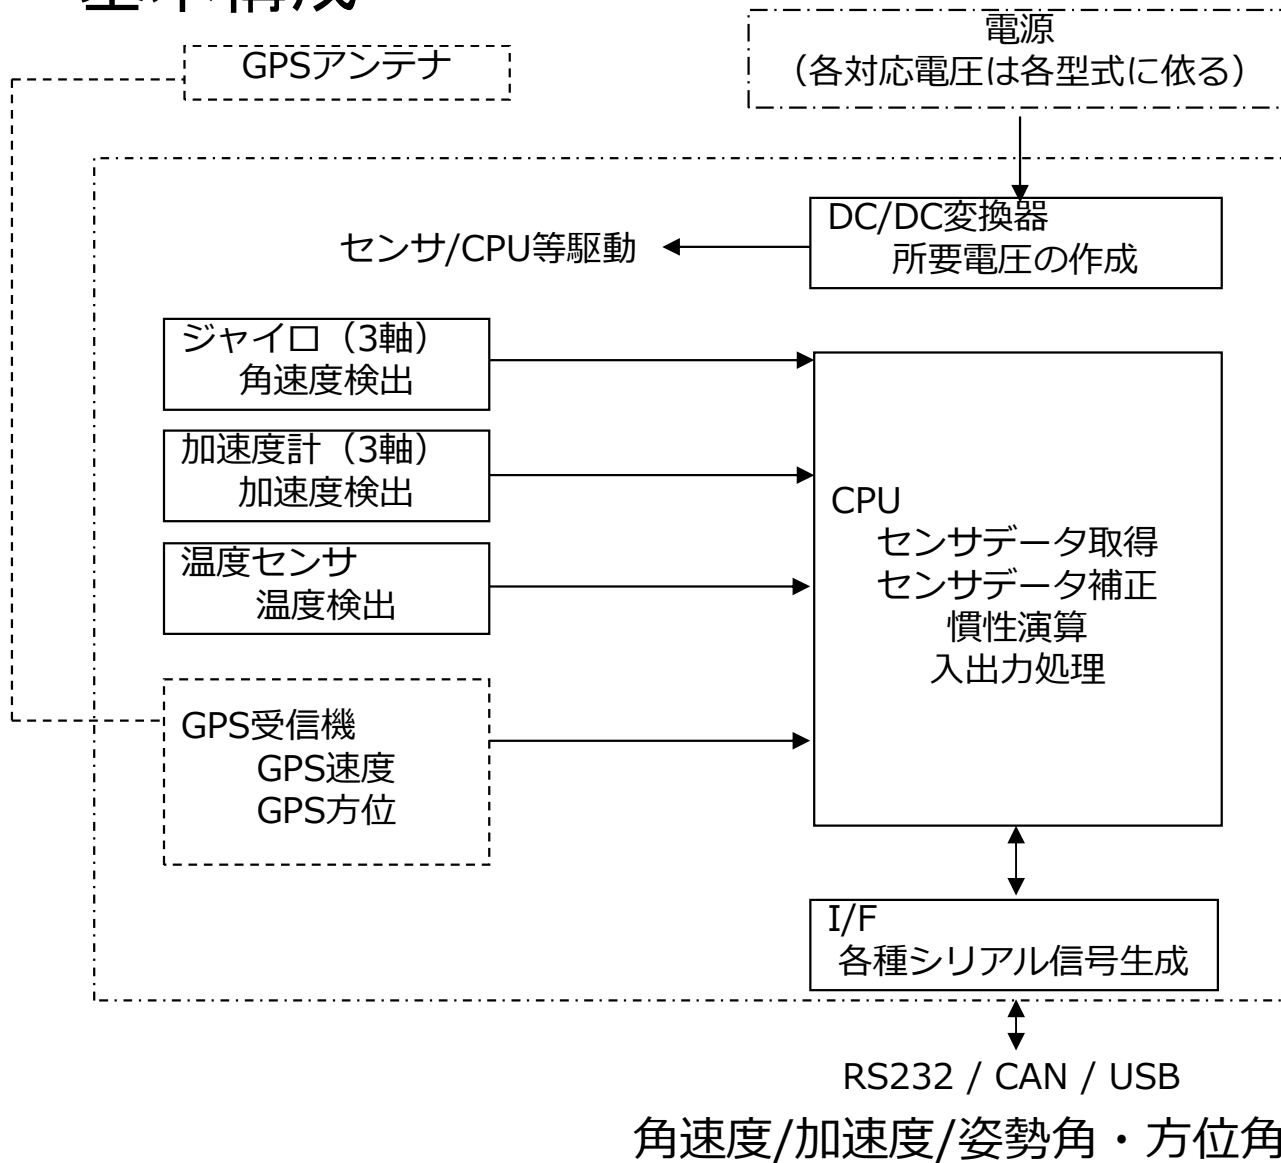 基本構成
電源
（各対応電圧は各型式に依る）
GPSアンテナ
DC/DC変換器
所要電圧の作成
センサ/CPU等駆動
ジャイロ（3軸）
角速度検出
加速度計（3軸）
加速度検出
温度センサ
温度検出
GPS受信機
GPS速度
GPS方位
CPU
センサデータ取得
センサデータ補正
慣性演算
入出力処理
I/F
各種シリアル信号生成
RS232 / CAN / USB
角速度/加速度/姿勢角・方位角